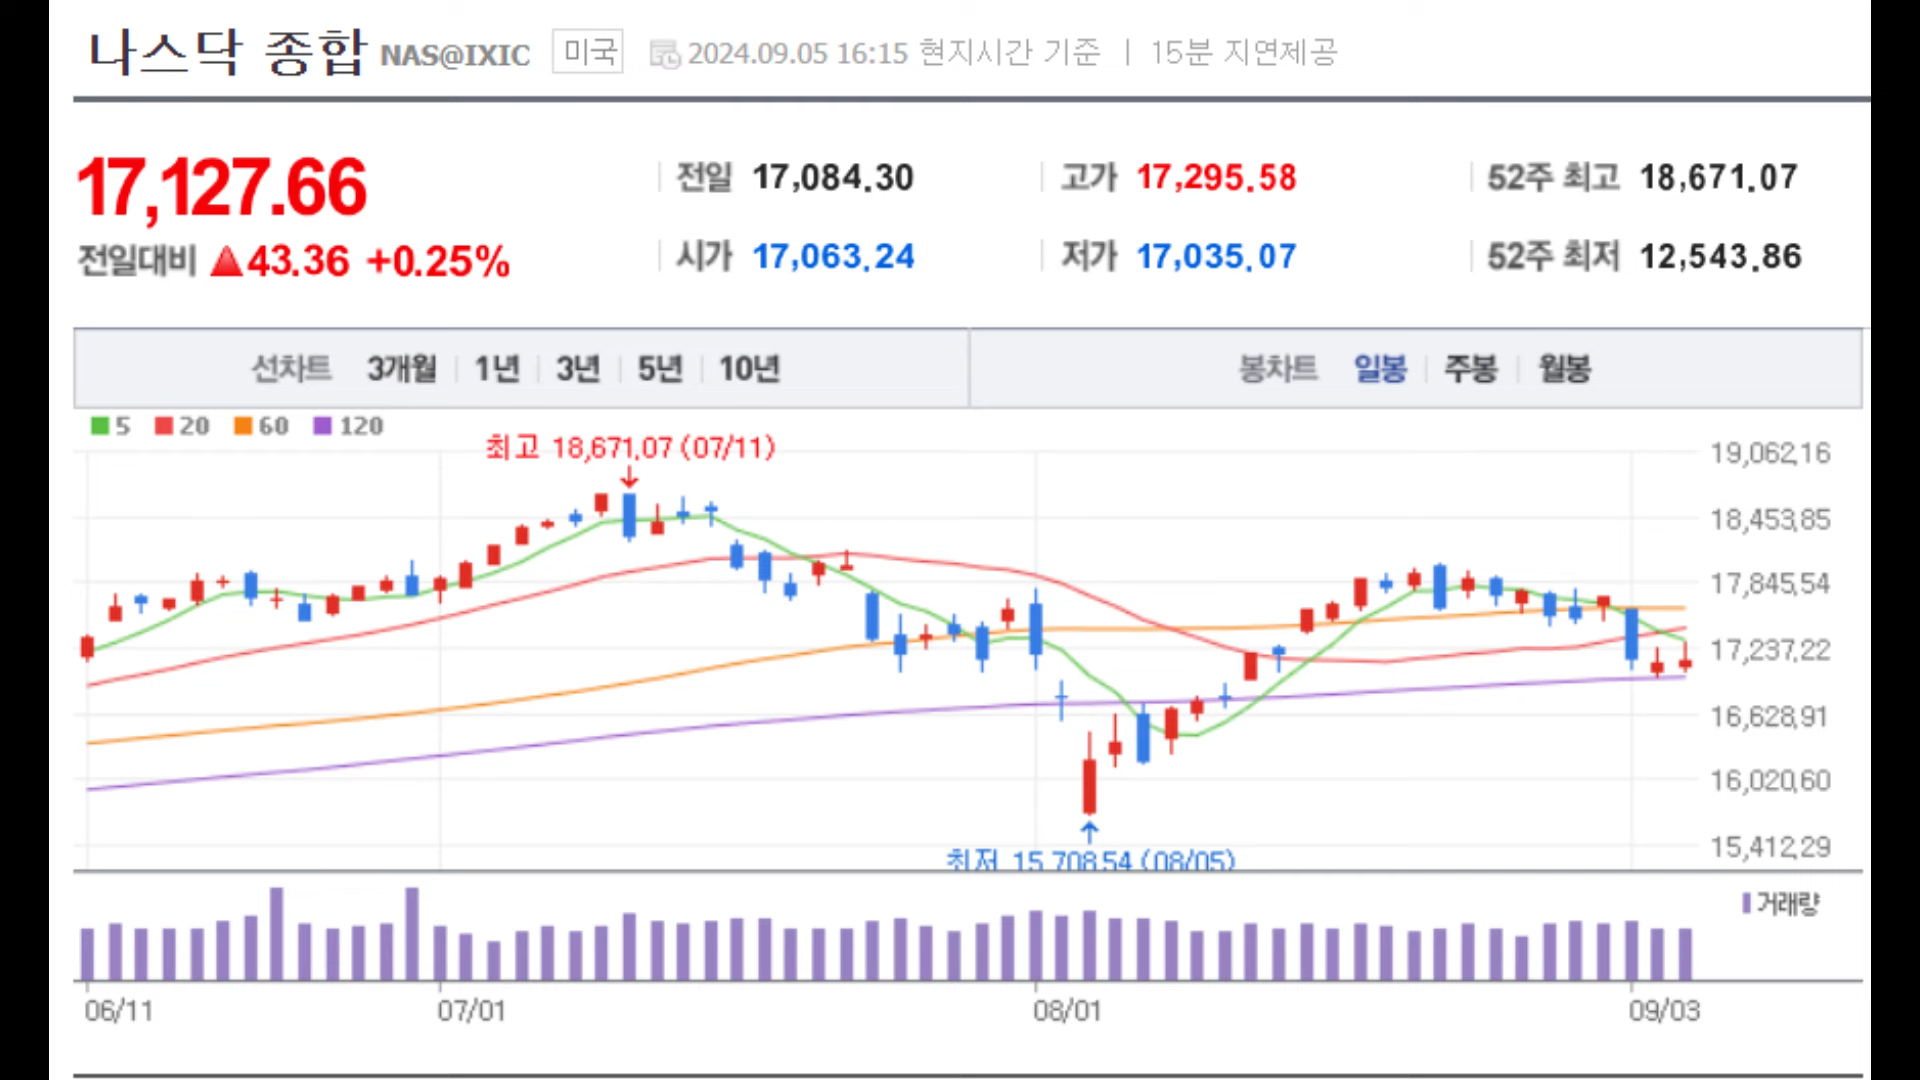 나스닥 종합 NAS@IXIC 미국 2024.09.05 16:15 현지시간 기준 | 15분 지연제공
17,127.66
전일대비 ▲43.36 +0.25%
전일 17,084.30 고가 17,295.58 52주 최고 18,671.07
시가 17,063.24 저가 17,035.07 52주 최저 12,543.86
선차트 3개월 1년 3년 5년 10년 봉차트 일봉 주봉 월봉
5 20 60 120
최고 18,671.07 (07/11)
19,062.16
18,453.85
17,845.54
17,237.22
16,628.91
16,020.60
15,412.29
최저 15,708.54 (08/05)
거래량
06/11 07/01 08/01 09/03